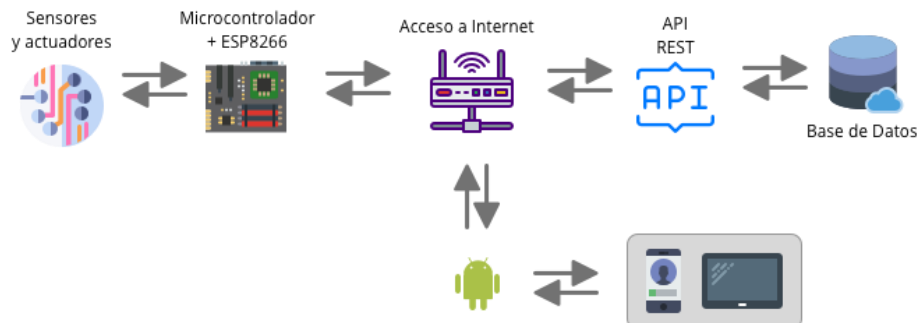 Sensores
y actuadores
Microcontrolador
+ ESP8266
Acceso a Internet
API
REST
API
Base de Datos